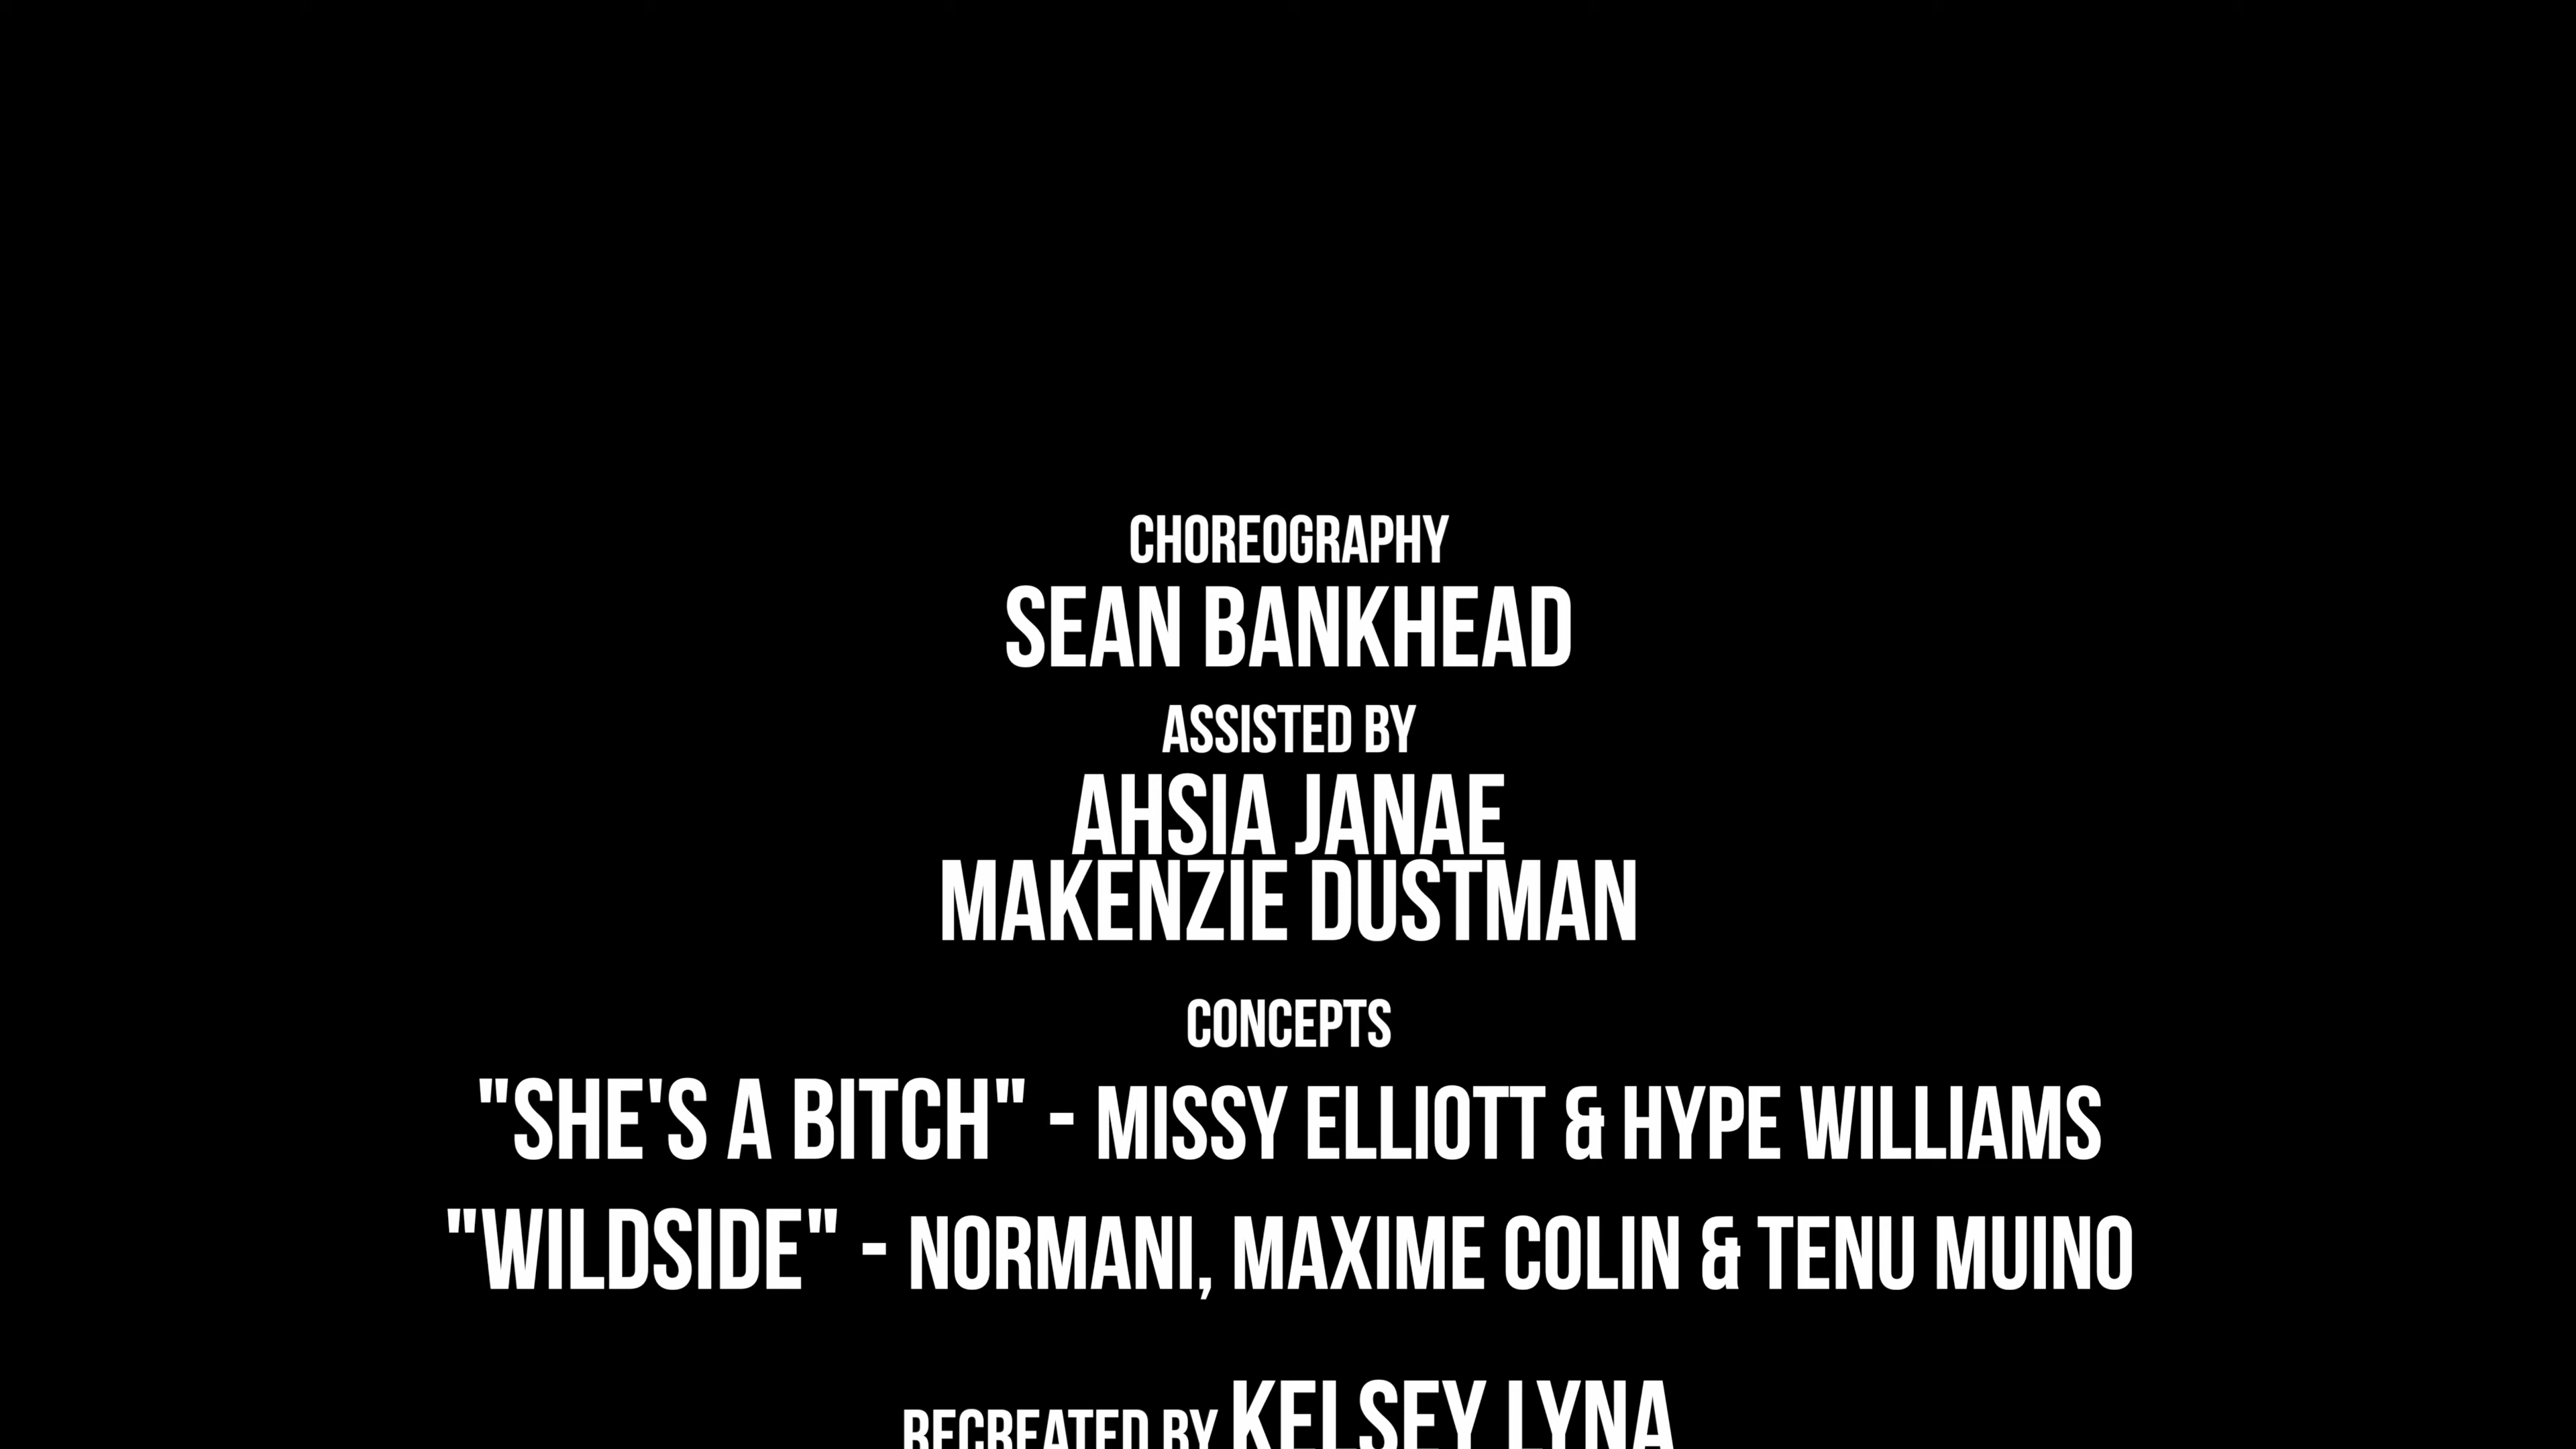 CHOREOGRAPHY
SEAN BANKHEAD
ASSISTED BY
AHSIA JANAE
MAKENZIE DUSTMAN
CONCEPTS
"SHE'S A BITCH" - MISSY ELLIOTT & HYPE WILLIAMS
"WILDSIDE" - NORMANI, MAXIME COLIN & TENU MUINO
RECREATED BY KELSEY LYNA